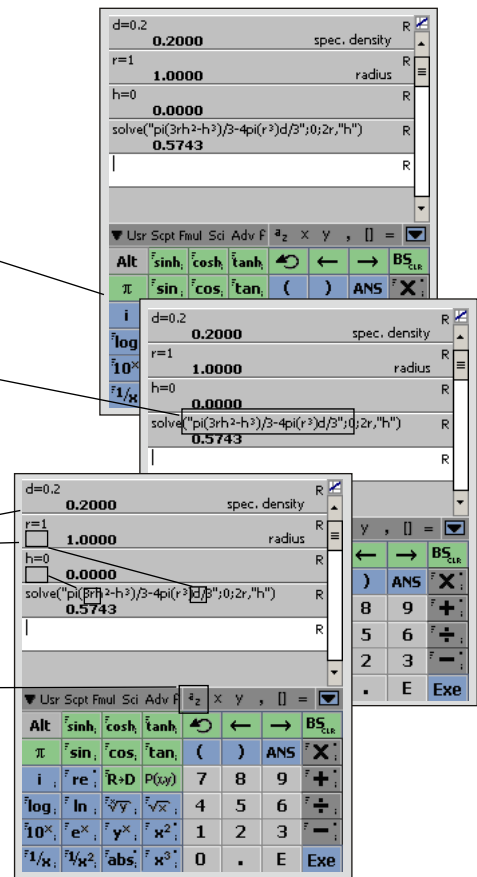 d=0.2 R
0.2000 spec. density
r=1 R
1.0000 radius
h=0 R
0.0000
solve("pi(3rh²-h³)/3-4pi(r³)d/3";0;2r,"h") R
0.5743
R
▼ Usr Scpt Fmul Sci Adv F a₂ × y , [] =
Alt sinh cosh tanh ← → BS CLR
π sin cos tan ( ) ANS ×
i
log
10ˣ
1/x
d=0.2 R
0.2000 spec. density
r=1 R
1.0000 radius
h=0 R
0.0000
solve("pi(3rh²-h³)/3-4pi(r³)d/3";0;2r,"h") R
0.5743
R
y , [] =
← → BS CLR
) ANS ×
8 9 +
5 6 ÷
2 3 −
. E Exe
d=0.2 R
0.2000 spec. density
r=1 R
1.0000 radius
h=0 R
0.0000
solve("pi(3rh²-h³)/3-4pi(r³)d/3";0;2r,"h") R
0.5743
R
▼ Usr Scpt Fmul Sci Adv F a₂ × y , [] =
Alt sinh cosh tanh ← → BS CLR
π sin cos tan ( ) ANS ×
i re R→D P(x,y) 7 8 9 +
log ln ˣ√y √x 4 5 6 ÷
10ˣ eˣ yˣ x² 1 2 3 −
1/x 1/x² abs x³ 0 . E Exe